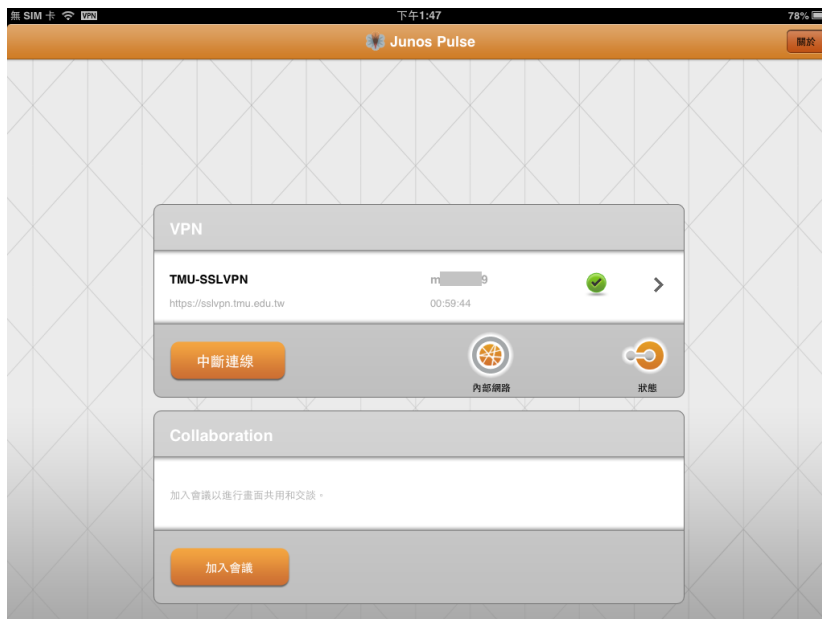 無 SIM 卡 VPN 下午1:47 78%
Junos Pulse 關於
VPN
TMU-SSLVPN m 9
https://sslvpn.tmu.edu.tw 00:59:44
中斷連線
內部網路 狀態
Collaboration
加入會議以進行畫面共用和交談。
加入會議